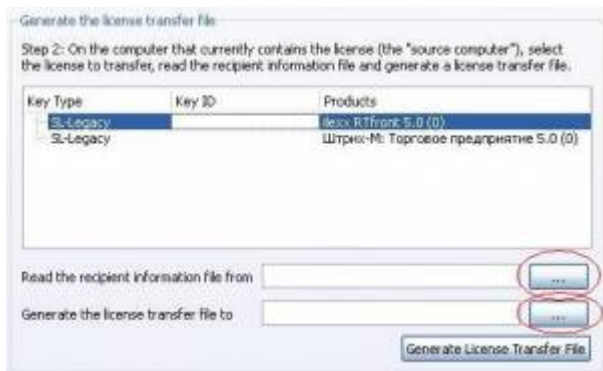 Generate the license transfer file
Step 2: On the computer that currently contains the license (the "source computer"), select
the license to transfer, read the recipient information file and generate a license transfer file.
Key Type Key ID Products
SL-Legacy ilexx RTfront 5.0 (0)
SL-Legacy Штрих-М: Торговое предприятие 5.0 (0)
Read the recipient information file from ...
Generate the license transfer file to ...
Generate License Transfer File